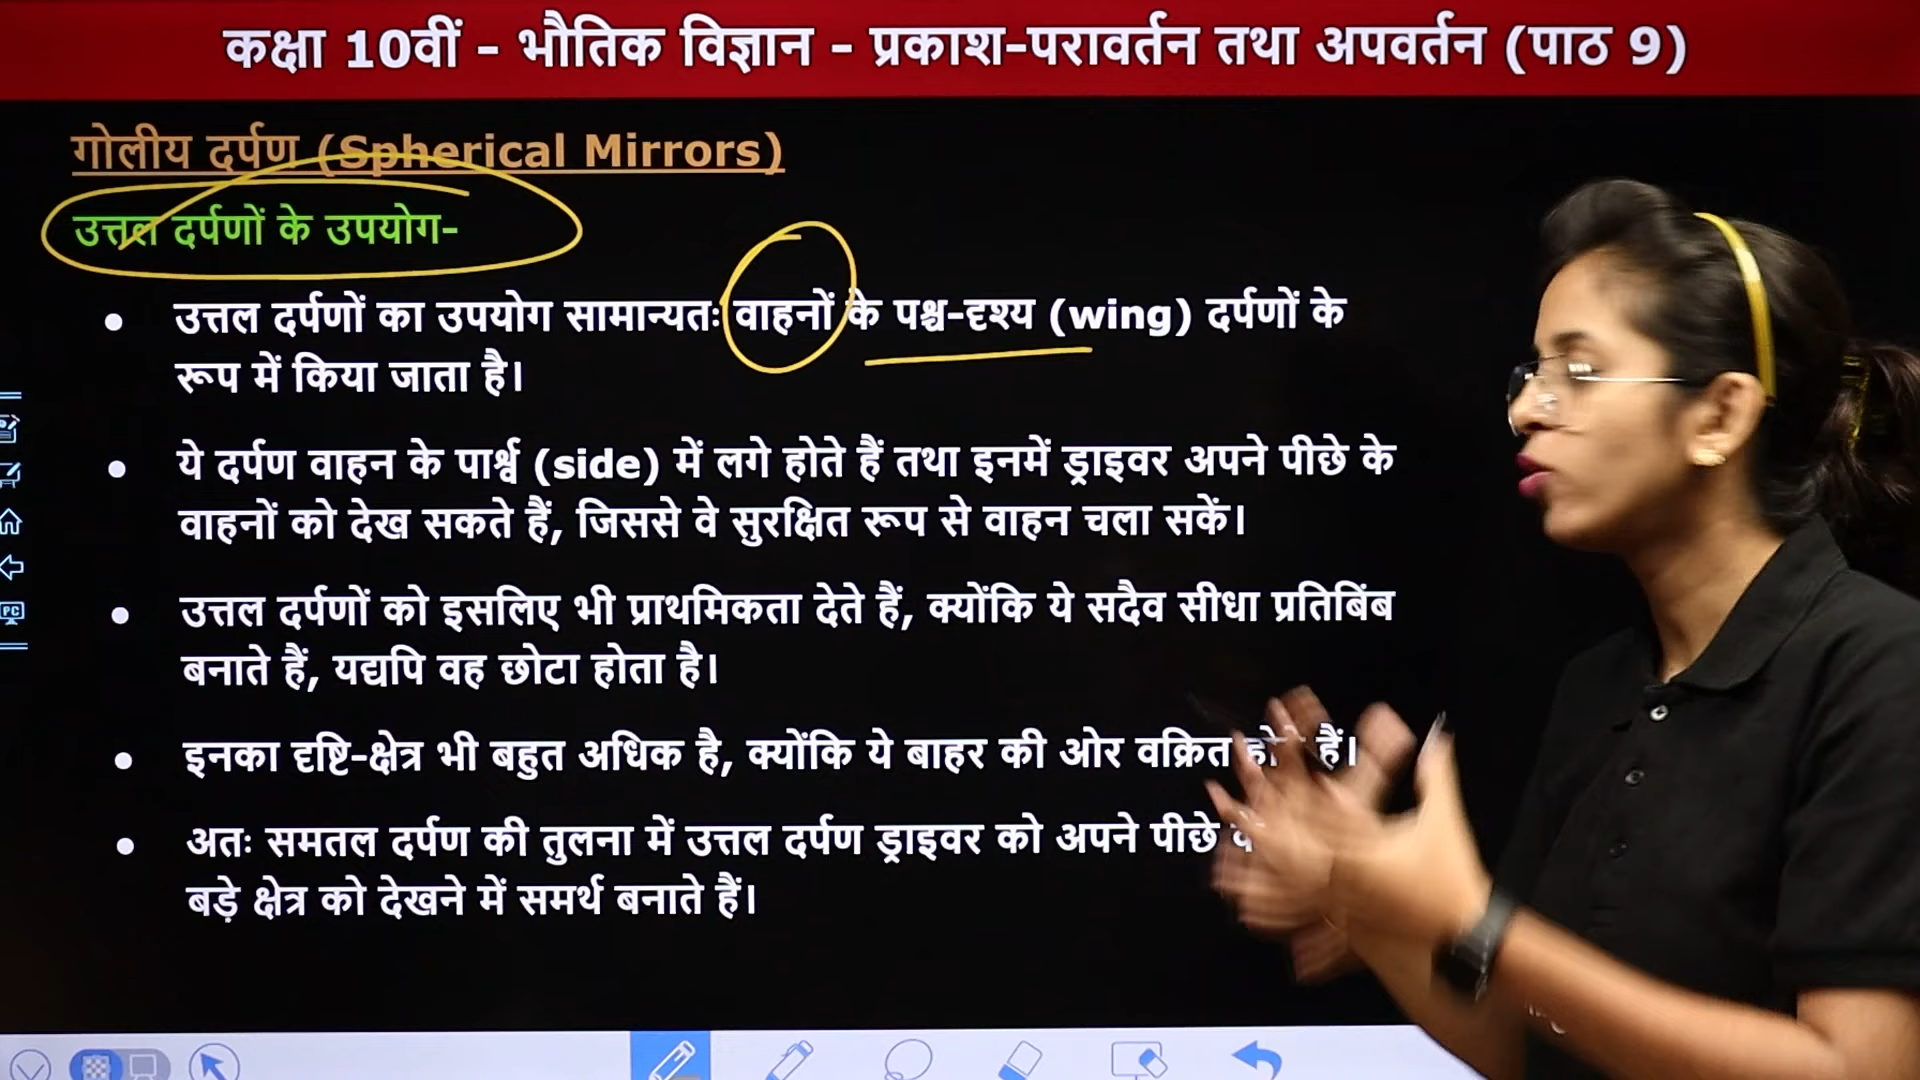 कक्षा 10वीं - भौतिक विज्ञान - प्रकाश-परावर्तन तथा अपवर्तन (पाठ 9)
गोलीय दर्पण (Spherical Mirrors)
उत्तल दर्पणों के उपयोग-
• उत्तल दर्पणों का उपयोग सामान्यतः वाहनों के पश्च-दृश्य (wing) दर्पणों के
रूप में किया जाता है।
• ये दर्पण वाहन के पार्श्व (side) में लगे होते हैं तथा इनमें ड्राइवर अपने पीछे के
वाहनों को देख सकते हैं, जिससे वे सुरक्षित रूप से वाहन चला सकें।
• उत्तल दर्पणों को इसलिए भी प्राथमिकता देते हैं, क्योंकि ये सदैव सीधा प्रतिबिंब
बनाते हैं, यद्यपि वह छोटा होता है।
• इनका दृष्टि-क्षेत्र भी बहुत अधिक है, क्योंकि ये बाहर की ओर वक्रित हैं।
• अतः समतल दर्पण की तुलना में उत्तल दर्पण ड्राइवर को अपने पीछे
बड़े क्षेत्र को देखने में समर्थ बनाते हैं।
PC